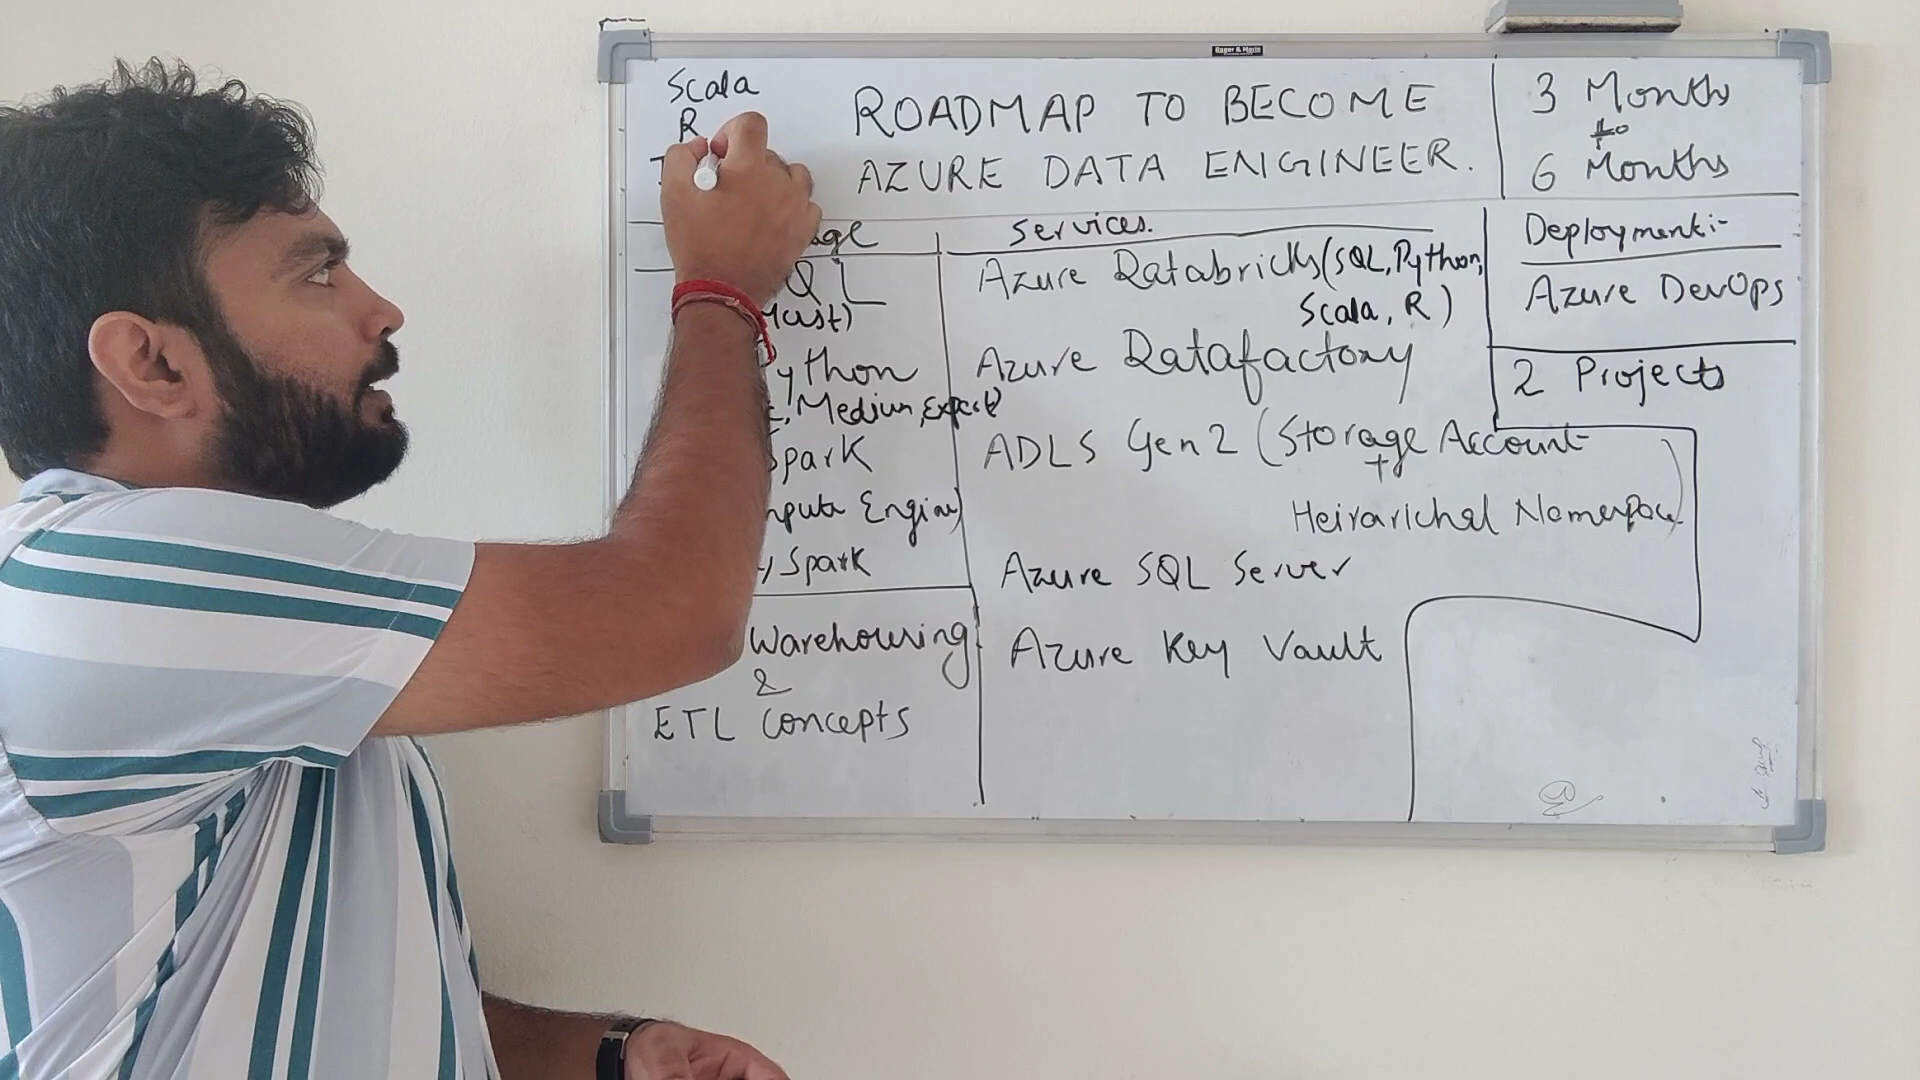 Scala
R
ROADMAP TO BECOME
AZURE DATA ENGINEER.
3 Months
to
6 Months
QL
Python
, Medium, Expert)
Spark
Engine)
Spark
Warehousing
&
ETL Concepts
Services.
Azure Databricks(SQL, Python,
Scala, R)
Azure Datafactory
ADLS Gen 2 (Storage Account
+
Heirarichal Namespace)
Azure SQL Server
Azure Key Vault
Deployment:-
Azure DevOps
2 Projects